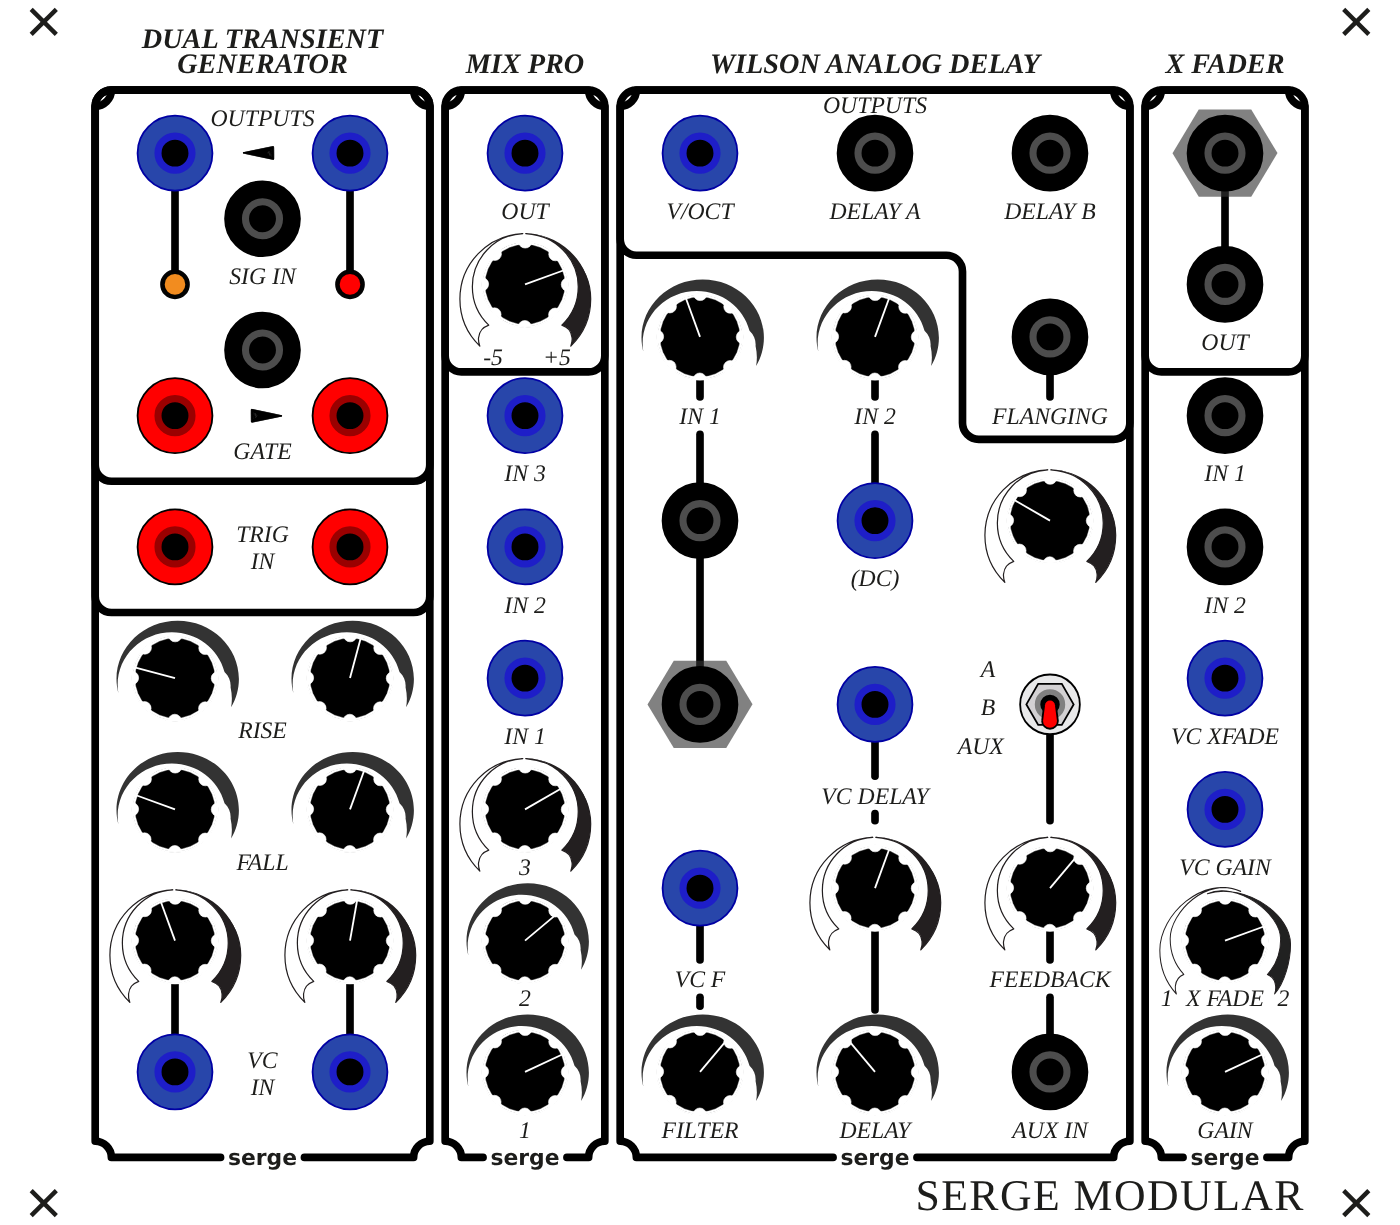 DUAL TRANSIENT
GENERATOR
OUTPUTS
SIG IN
GATE
TRIG
IN
RISE
FALL
VC
IN
serge
MIX PRO
OUT
-5 +5
IN 3
IN 2
IN 1
3
2
1
serge
WILSON ANALOG DELAY
OUTPUTS
V/OCT DELAY A DELAY B
IN 1 IN 2 FLANGING
(DC)
A
B
AUX
VC DELAY
VC F FEEDBACK
FILTER DELAY AUX IN
serge
X FADER
OUT
IN 1
IN 2
VC XFADE
VC GAIN
1 X FADE 2
GAIN
serge
SERGE MODULAR